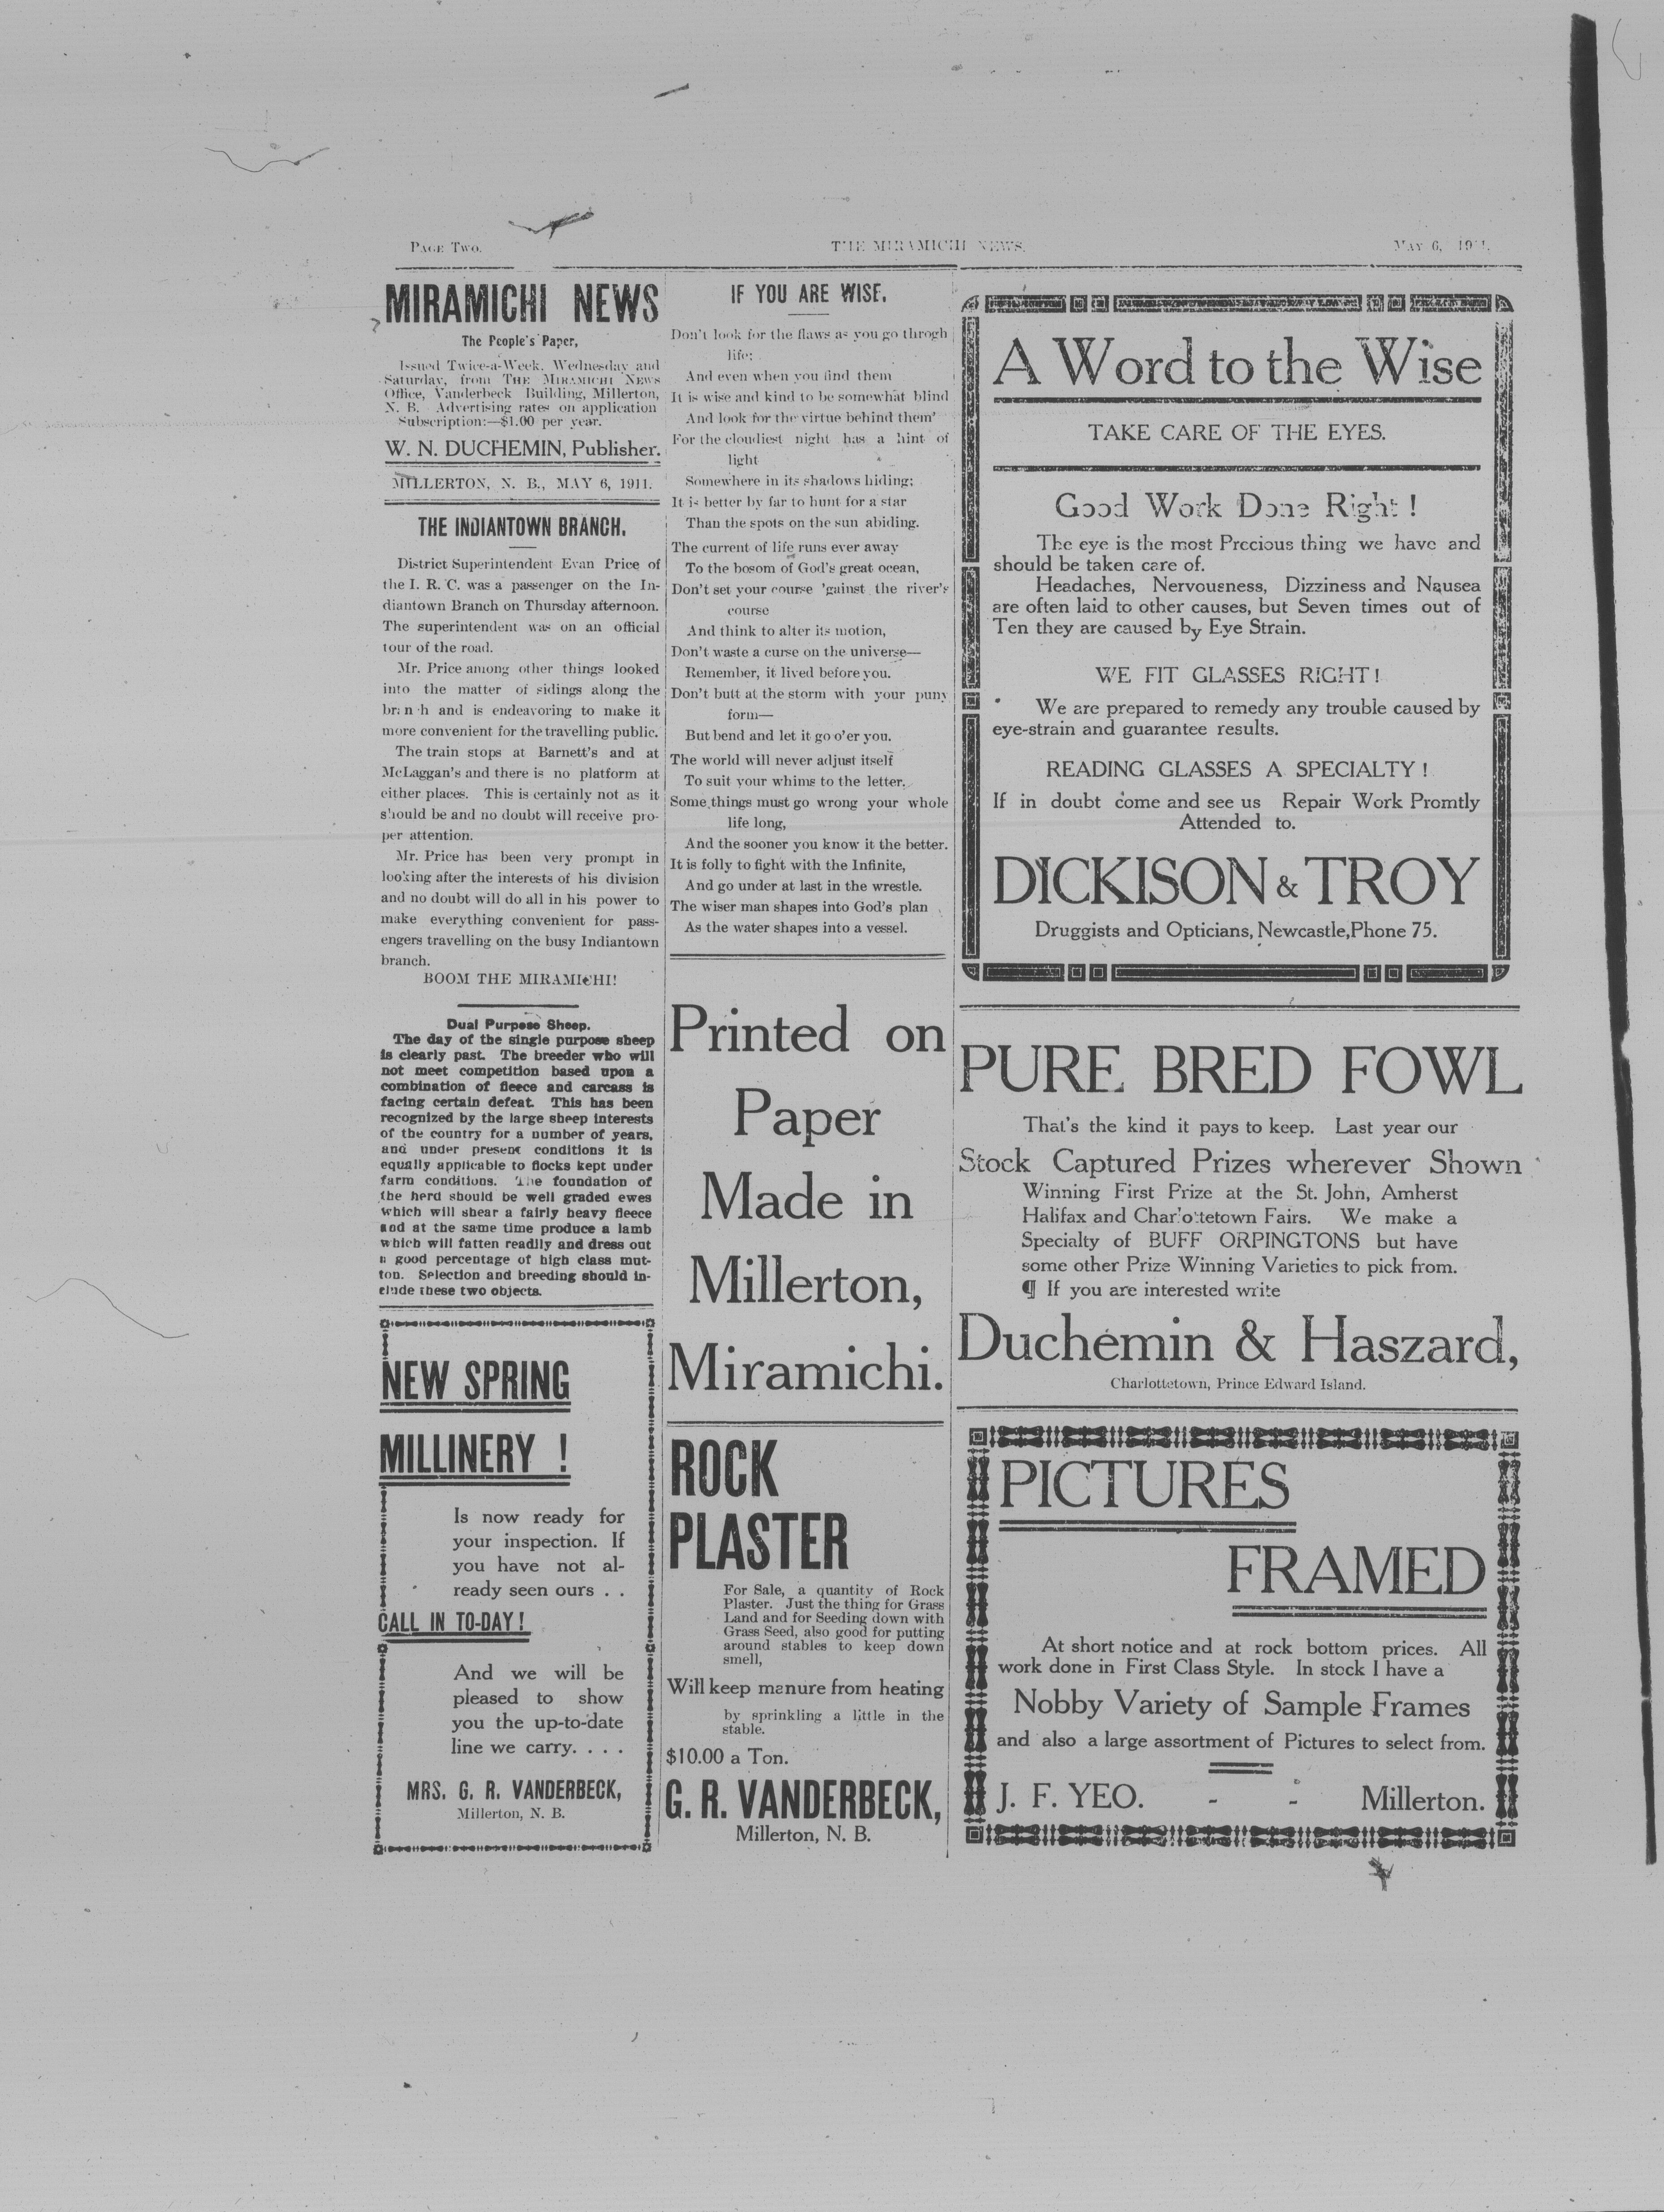 PAGE TWO.
THE MIRAMICHI NEWS.
MAY 6, 1911.
MIRAMICHI NEWS
The People's Paper,
Issued Twice-a-Week, Wednesday and
Saturday, from THE MIRAMICHI NEWS
Office, Vanderbeck Building, Millerton,
N. B. Advertising rates on application
Subscription:—$1.00 per year.
W. N. DUCHEMIN, Publisher.
MILLERTON, N. B., MAY 6, 1911.
THE INDIANTOWN BRANCH.
District Superintendent Evan Price of
the I. R. C. was a passenger on the In-
diantown Branch on Thursday afternoon.
The superintendent was on an official
tour of the road.
Mr. Price among other things looked
into the matter of sidings along the
branch and is endeavoring to make it
more convenient for the travelling public.
The train stops at Barnett's and at
McLaggan's and there is no platform at
either places. This is certainly not as it
should be and no doubt will receive pro-
per attention.
Mr. Price has been very prompt in
looking after the interests of his division
and no doubt will do all in his power to
make everything convenient for pass-
engers travelling on the busy Indiantown
branch.
BOOM THE MIRAMICHI!
Dual Purpose Sheep.
The day of the single purpose sheep
is clearly past. The breeder who will
not meet competition based upon a
combination of fleece and carcass is
facing certain defeat. This has been
recognized by the large sheep interests
of the country for a number of years,
and under present conditions it is
equally applicable to flocks kept under
farm conditions. The foundation of
the herd should be well graded ewes
which will shear a fairly heavy fleece
and at the same time produce a lamb
which will fatten readily and dress out
a good percentage of high class mut-
ton. Selection and breeding should in-
clude these two objects.
NEW SPRING
MILLINERY !
Is now ready for
your inspection. If
you have not al-
ready seen ours . .
CALL IN TO-DAY!
And we will be
pleased to show
you the up-to-date
line we carry. . . .
MRS. G. R. VANDERBECK,
Millerton, N. B.
IF YOU ARE WISE.
Don't look for the flaws as you go throgh
life;
And even when you find them
It is wise and kind to be somewhat blind
And look for the virtue behind them'
For the cloudiest night has a hint of
light
Somewhere in its shadows hiding;
It is better by far to hunt for a star
Than the spots on the sun abiding.
The current of life runs ever away
To the bosom of God's great ocean,
Don't set your course 'gainst the river's
course
And think to alter its motion,
Don't waste a curse on the universe—
Remember, it lived before you.
Don't butt at the storm with your puny
form—
But bend and let it go o'er you.
The world will never adjust itself
To suit your whims to the letter.
Some things must go wrong your whole
life long,
And the sooner you know it the better.
It is folly to fight with the Infinite,
And go under at last in the wrestle.
The wiser man shapes into God's plan
As the water shapes into a vessel.
Printed on
Paper
Made in
Millerton,
Miramichi.
ROCK
PLASTER
For Sale, a quantity of Rock
Plaster. Just the thing for Grass
Land and for Seeding down with
Grass Seed, also good for putting
around stables to keep down
smell,
Will keep manure from heating
by sprinkling a little in the
stable.
$10.00 a Ton.
G. R. VANDERBECK,
Millerton, N. B.
A Word to the Wise
TAKE CARE OF THE EYES.
Good Work Done Right !
The eye is the most Precious thing we have and
should be taken care of.
Headaches, Nervousness, Dizziness and Nausea
are often laid to other causes, but Seven times out of
Ten they are caused by Eye Strain.
WE FIT GLASSES RIGHT!
We are prepared to remedy any trouble caused by
eye-strain and guarantee results.
READING GLASSES A SPECIALTY !
If in doubt come and see us Repair Work Promtly
Attended to.
DICKISON & TROY
Druggists and Opticians, Newcastle, Phone 75.
PURE BRED FOWL
That's the kind it pays to keep. Last year our
Stock Captured Prizes wherever Shown
Winning First Prize at the St. John, Amherst
Halifax and Charlottetown Fairs. We make a
Specialty of BUFF ORPINGTONS but have
some other Prize Winning Varieties to pick from.
¶ If you are interested write
Duchemin & Haszard,
Charlottetown, Prince Edward Island.
PICTURES
FRAMED
At short notice and at rock bottom prices. All
work done in First Class Style. In stock I have a
Nobby Variety of Sample Frames
and also a large assortment of Pictures to select from.
J. F. YEO. - - Millerton.